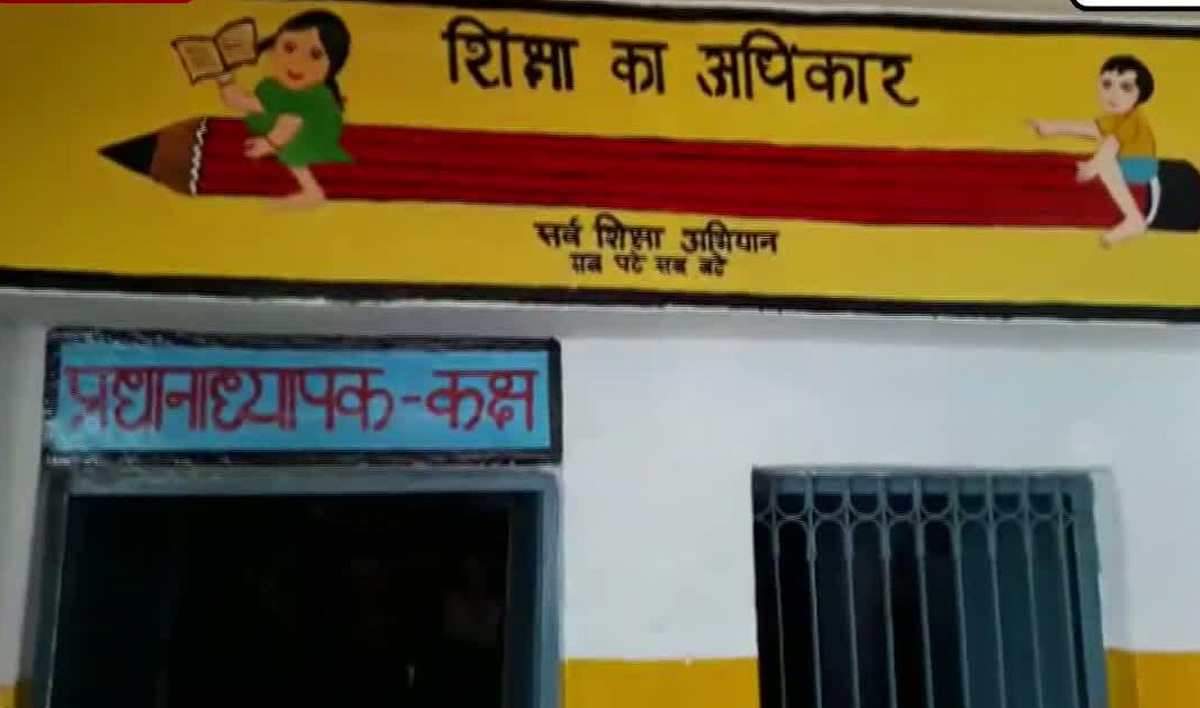 शिक्षा का अधिकार
सर्व शिक्षा अभियान
सब पढे सब बढे
प्रधानाध्यापक-कक्ष